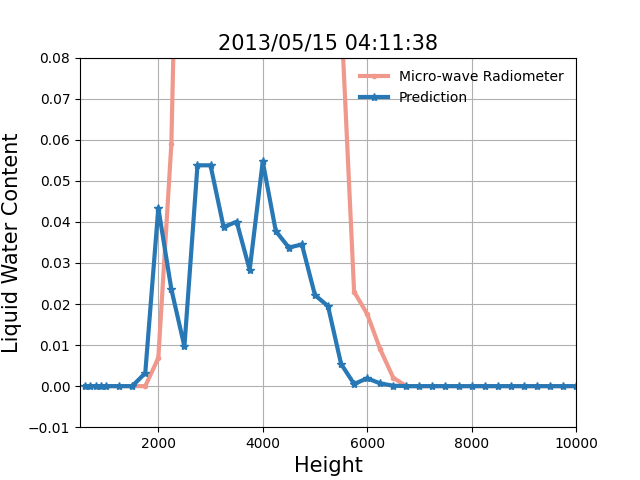 2013/05/15 04:11:38
Micro-wave Radiometer
Prediction
Liquid Water Content
0.08
0.07
0.06
0.05
0.04
0.03
0.02
0.01
0.00
−0.01
2000 4000 6000 8000 10000
Height